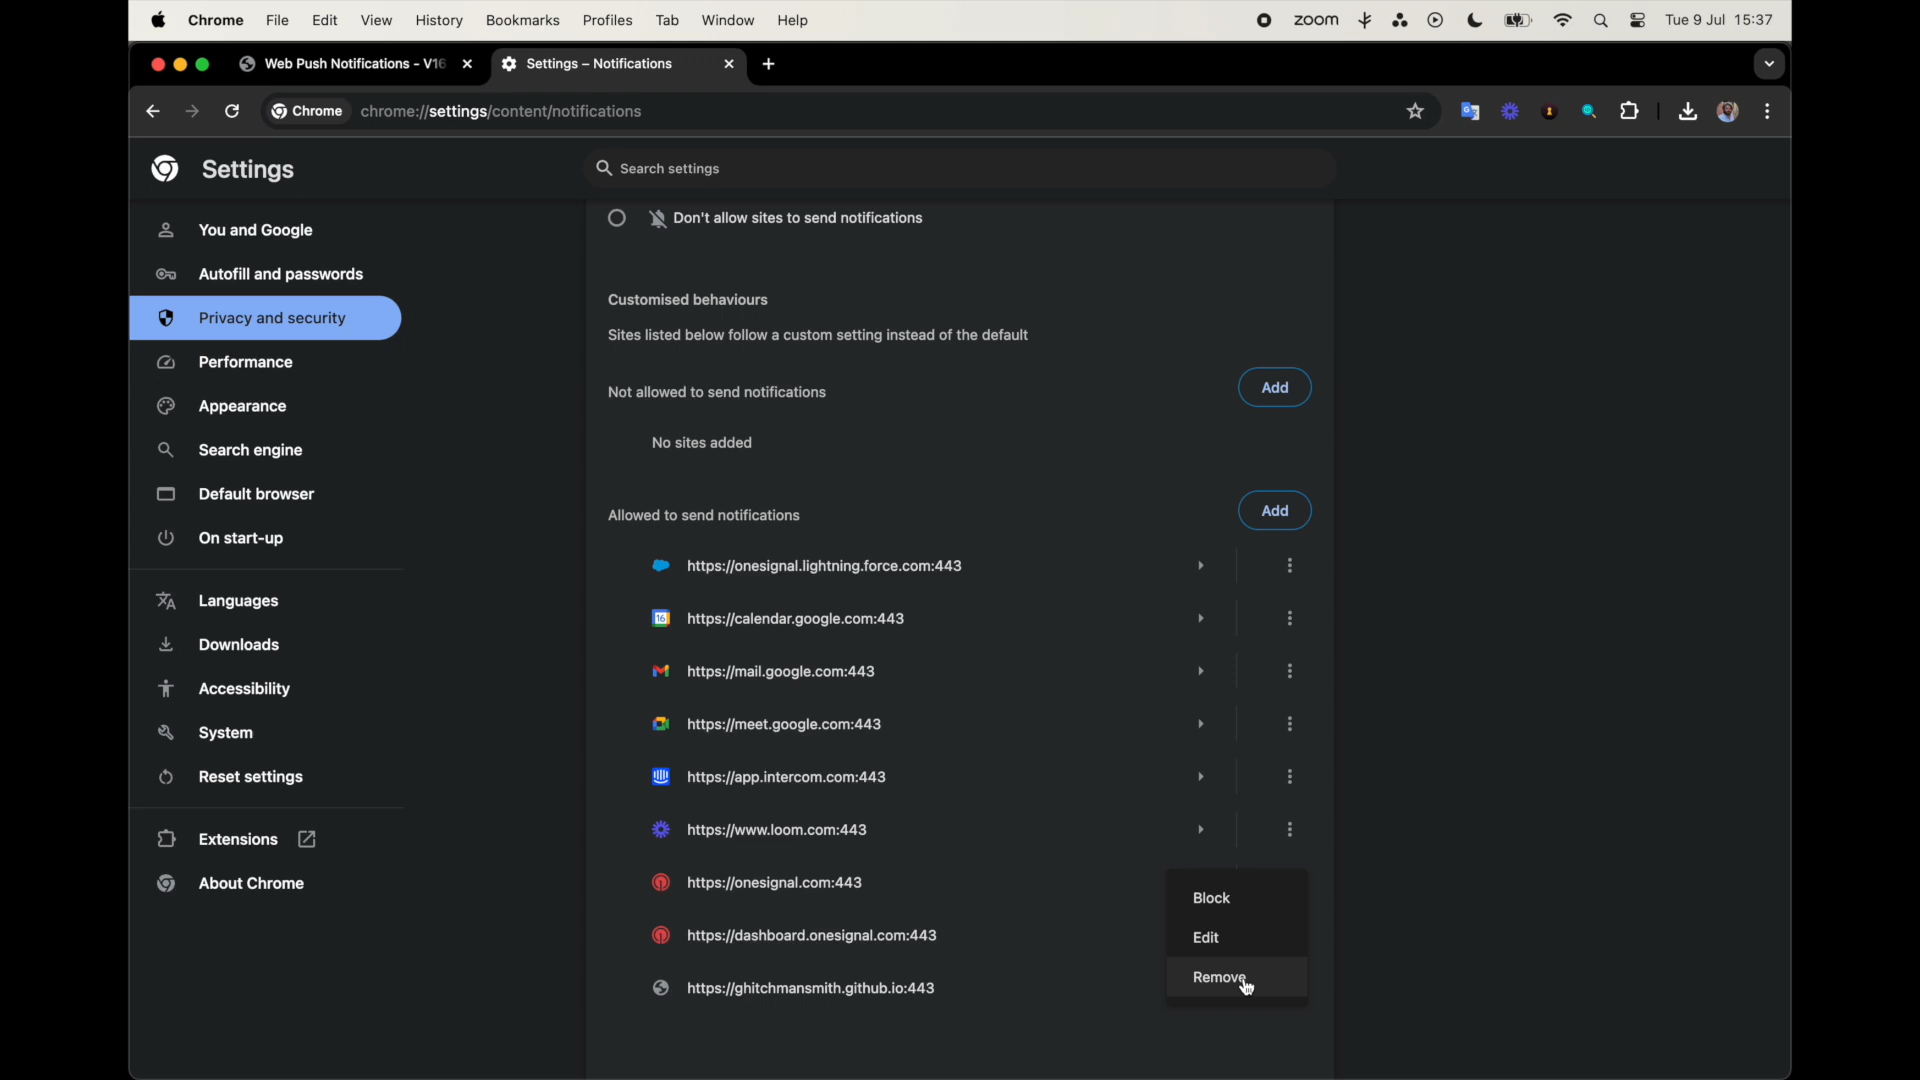 Chrome File Edit View History Bookmarks Profiles Tab Window Help zoom Tue 9 Jul 15:37
Web Push Notifications - V16 Settings – Notifications
Chrome chrome://settings/content/notifications
Settings
Search settings
Don't allow sites to send notifications
You and Google
Autofill and passwords
Privacy and security
Performance
Appearance
Search engine
Default browser
On start-up
Languages
Downloads
Accessibility
System
Reset settings
Extensions
About Chrome
Customised behaviours
Sites listed below follow a custom setting instead of the default
Not allowed to send notifications Add
No sites added
Allowed to send notifications Add
https://onesignal.lightning.force.com:443
16 https://calendar.google.com:443
https://mail.google.com:443
https://meet.google.com:443
https://app.intercom.com:443
https://www.loom.com:443
https://onesignal.com:443
https://dashboard.onesignal.com:443
https://ghitchmansmith.github.io:443
Block
Edit
Remove